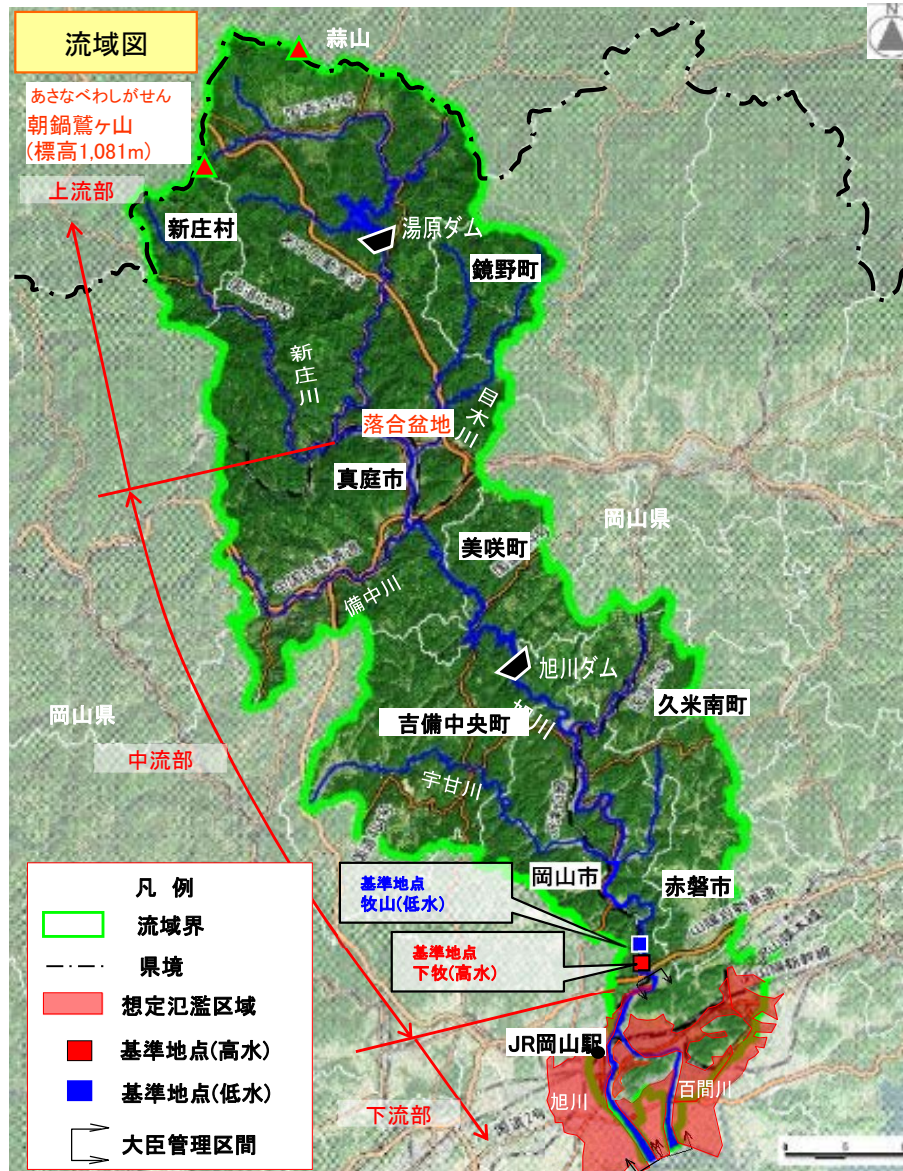 流域図
蒜山
N
あさなべわしがせん
朝鍋鷲ヶ山
(標高1,081m)
上流部
新庄村
湯原ダム
鏡野町
新庄川
目木川
落合盆地
真庭市
岡山県
美咲町
備中川
旭川ダム
久米南町
岡山県
吉備中央町
旭川
中流部
宇甘川
岡山市
赤磐市
基準地点
牧山(低水)
基準地点
下牧(高水)
JR岡山駅
百間川
旭川
下流部
国道2号
凡 例
流域界
県境
想定氾濫区域
基準地点(高水)
基準地点(低水)
大臣管理区間